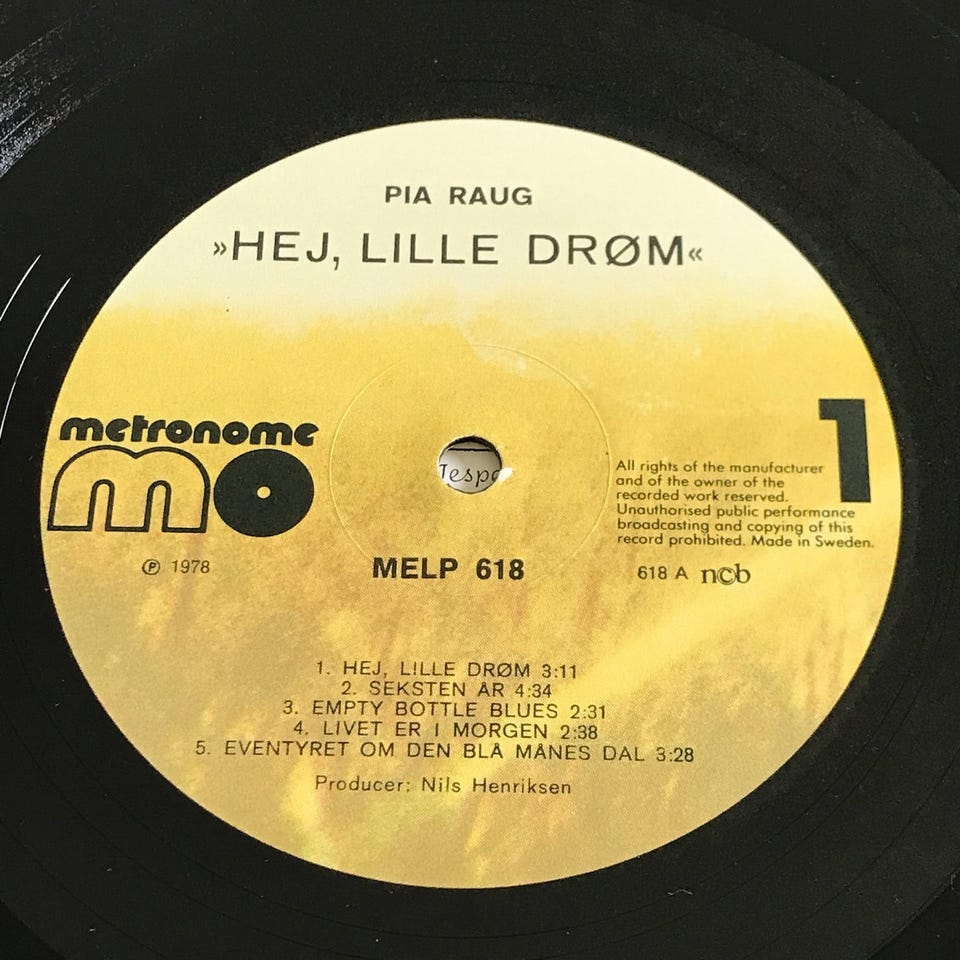 PIA RAUG
»HEJ, LILLE DRØM«
metronome
mo
℗ 1978
MELP 618
1
All rights of the manufacturer
and of the owner of the
recorded work reserved.
Unauthorised public performance
broadcasting and copying of this
record prohibited. Made in Sweden.
618 A n©b
1. HEJ, LILLE DRØM 3:11
2. SEKSTEN ÅR 4:34
3. EMPTY BOTTLE BLUES 2:31
4. LIVET ER I MORGEN 2:38
5. EVENTYRET OM DEN BLÅ MÅNES DAL 3:28
Producer: Nils Henriksen